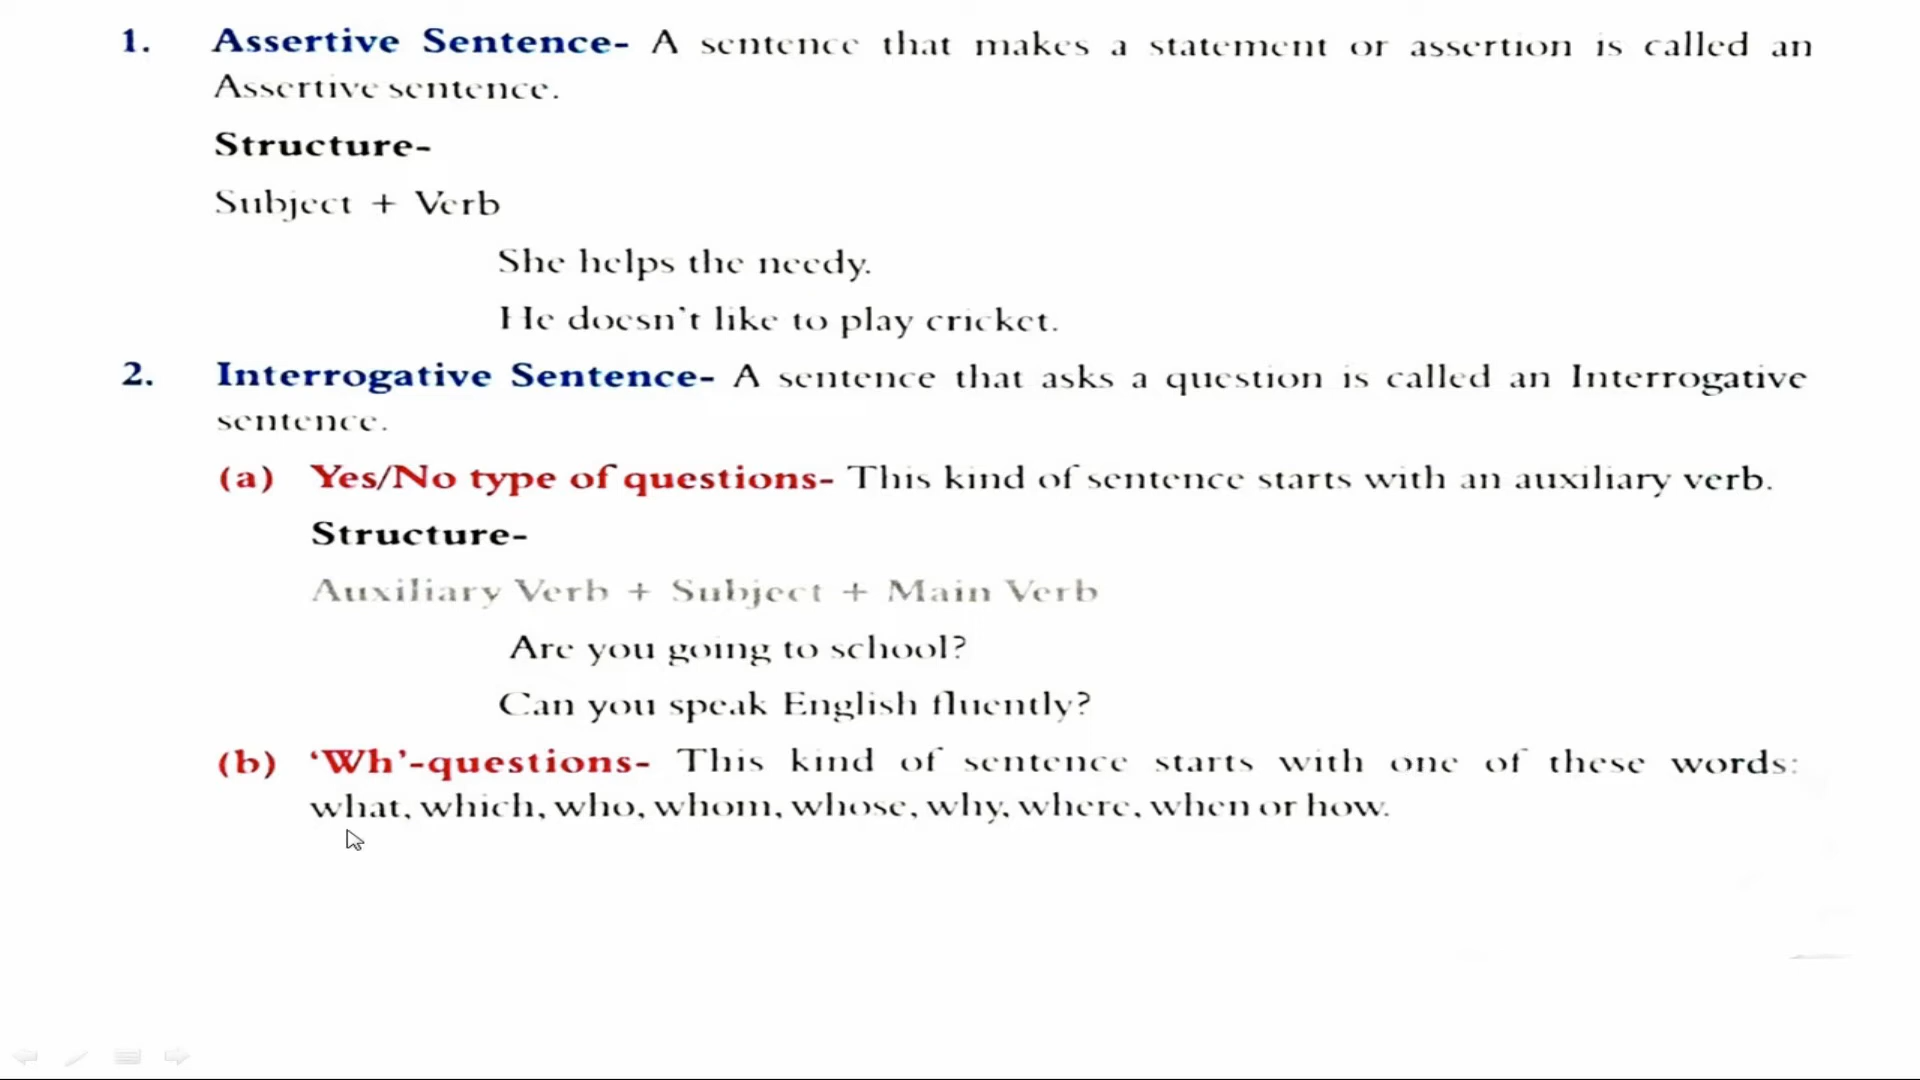 1. Assertive Sentence- A sentence that makes a statement or assertion is called an
Assertive sentence.
Structure-
Subject + Verb
She helps the needy.
He doesn't like to play cricket.
2. Interrogative Sentence- A sentence that asks a question is called an Interrogative
sentence.
(a) Yes/No type of questions- This kind of sentence starts with an auxiliary verb.
Structure-
Auxiliary Verb + Subject + Main Verb
Are you going to school?
Can you speak English fluently?
(b) ‘Wh’-questions- This kind of sentence starts with one of these words:
what, which, who, whom, whose, why, where, when or how.